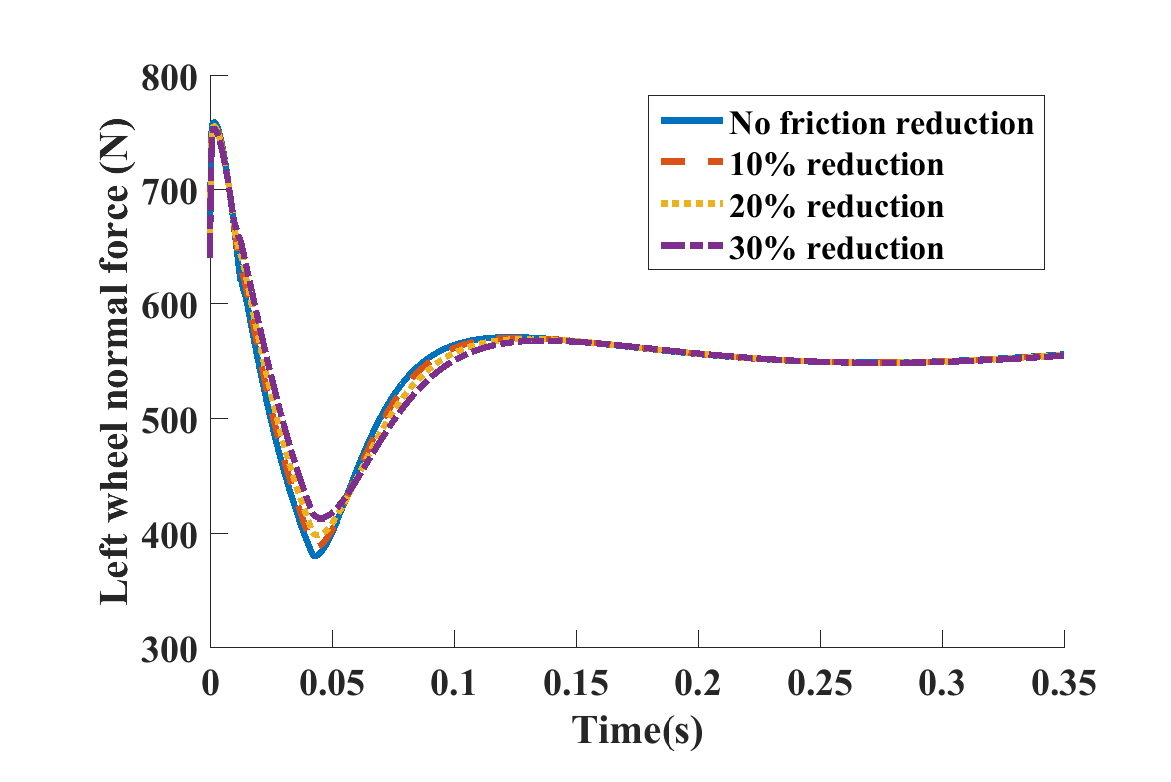 800
700
600
500
400
300
Left wheel normal force (N)
No friction reduction
10% reduction
20% reduction
30% reduction
0 0.05 0.1 0.15 0.2 0.25 0.3 0.35
Time(s)